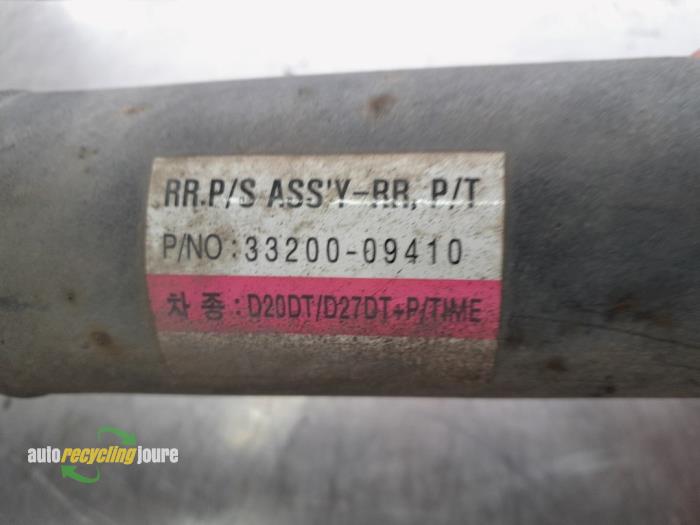 RR.P/S ASS'Y-RR, P/T
P/NO : 33200-09410
차 종 : D20DT/D27DT+P/TIME
autorecyclingjoure